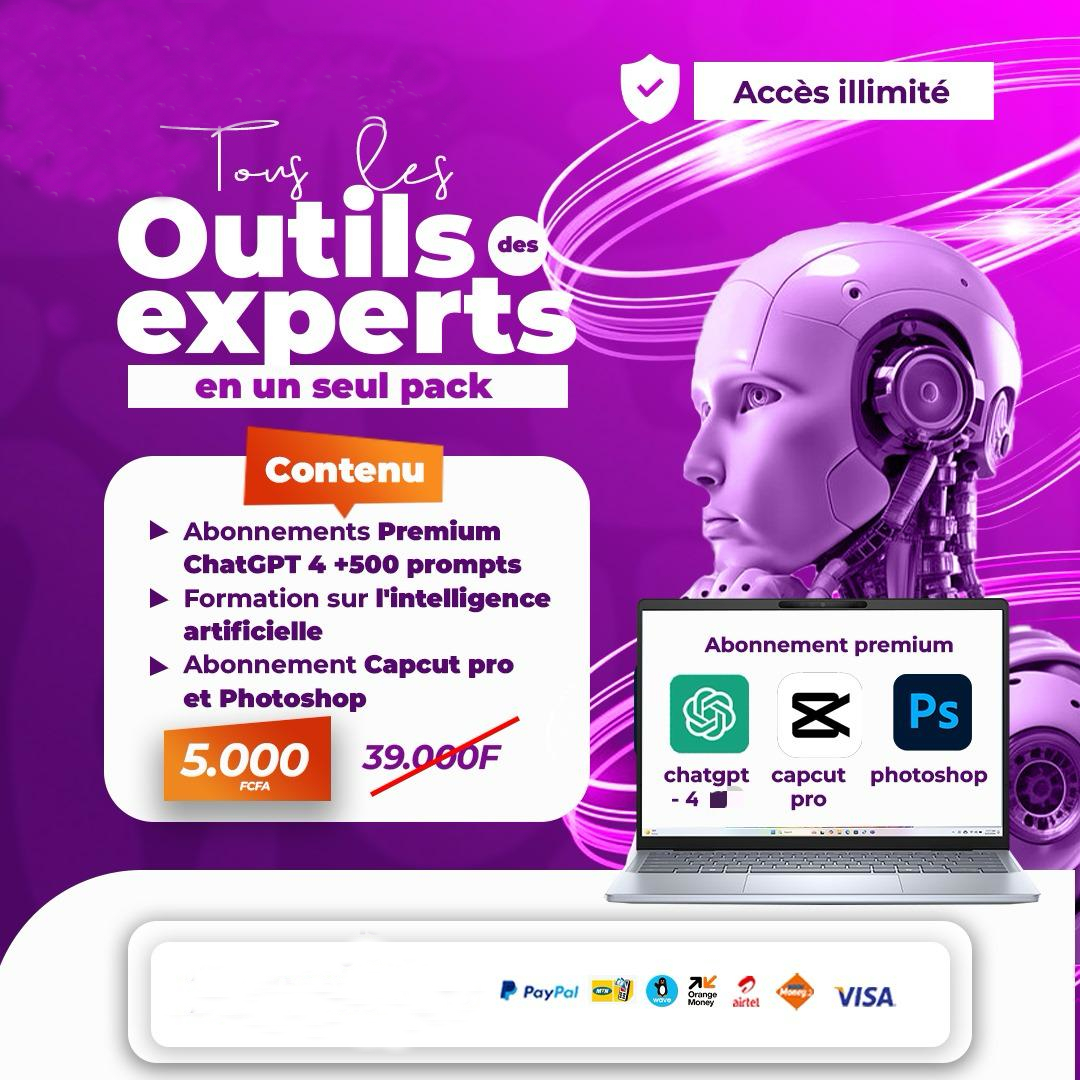 Accès illimité
Tous les
Outils des
experts
en un seul pack
Contenu
Abonnements Premium
ChatGPT 4 +500 prompts
Formation sur l'intelligence
artificielle
Abonnement Capcut pro
et Photoshop
5.000
FCFA
39.000F
Abonnement premium
Ps
chatgpt
- 4
capcut
pro
photoshop
PayPal
MTN
wave
Orange
Money
airtel
Money
VISA